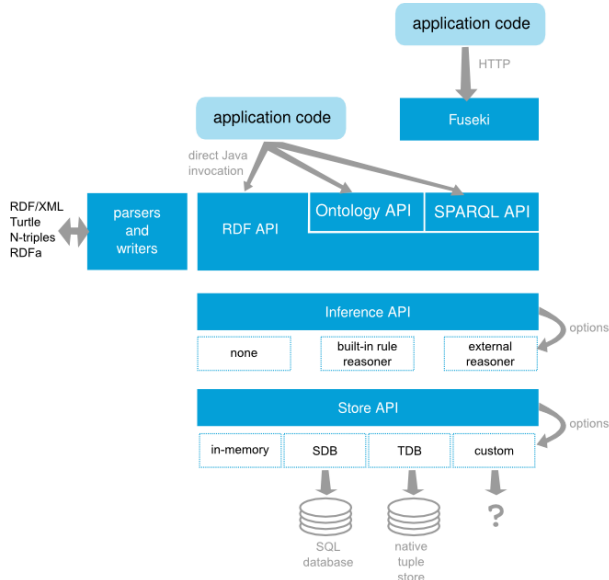 application code
HTTP
Fuseki
application code
direct Java
invocation
RDF/XML
Turtle
N-triples
RDFa
parsers
and
writers
RDF API
Ontology API
SPARQL API
Inference API
options
none
built-in rule
reasoner
external
reasoner
Store API
options
in-memory
SDB
TDB
custom
?
SQL
database
native
tuple
store